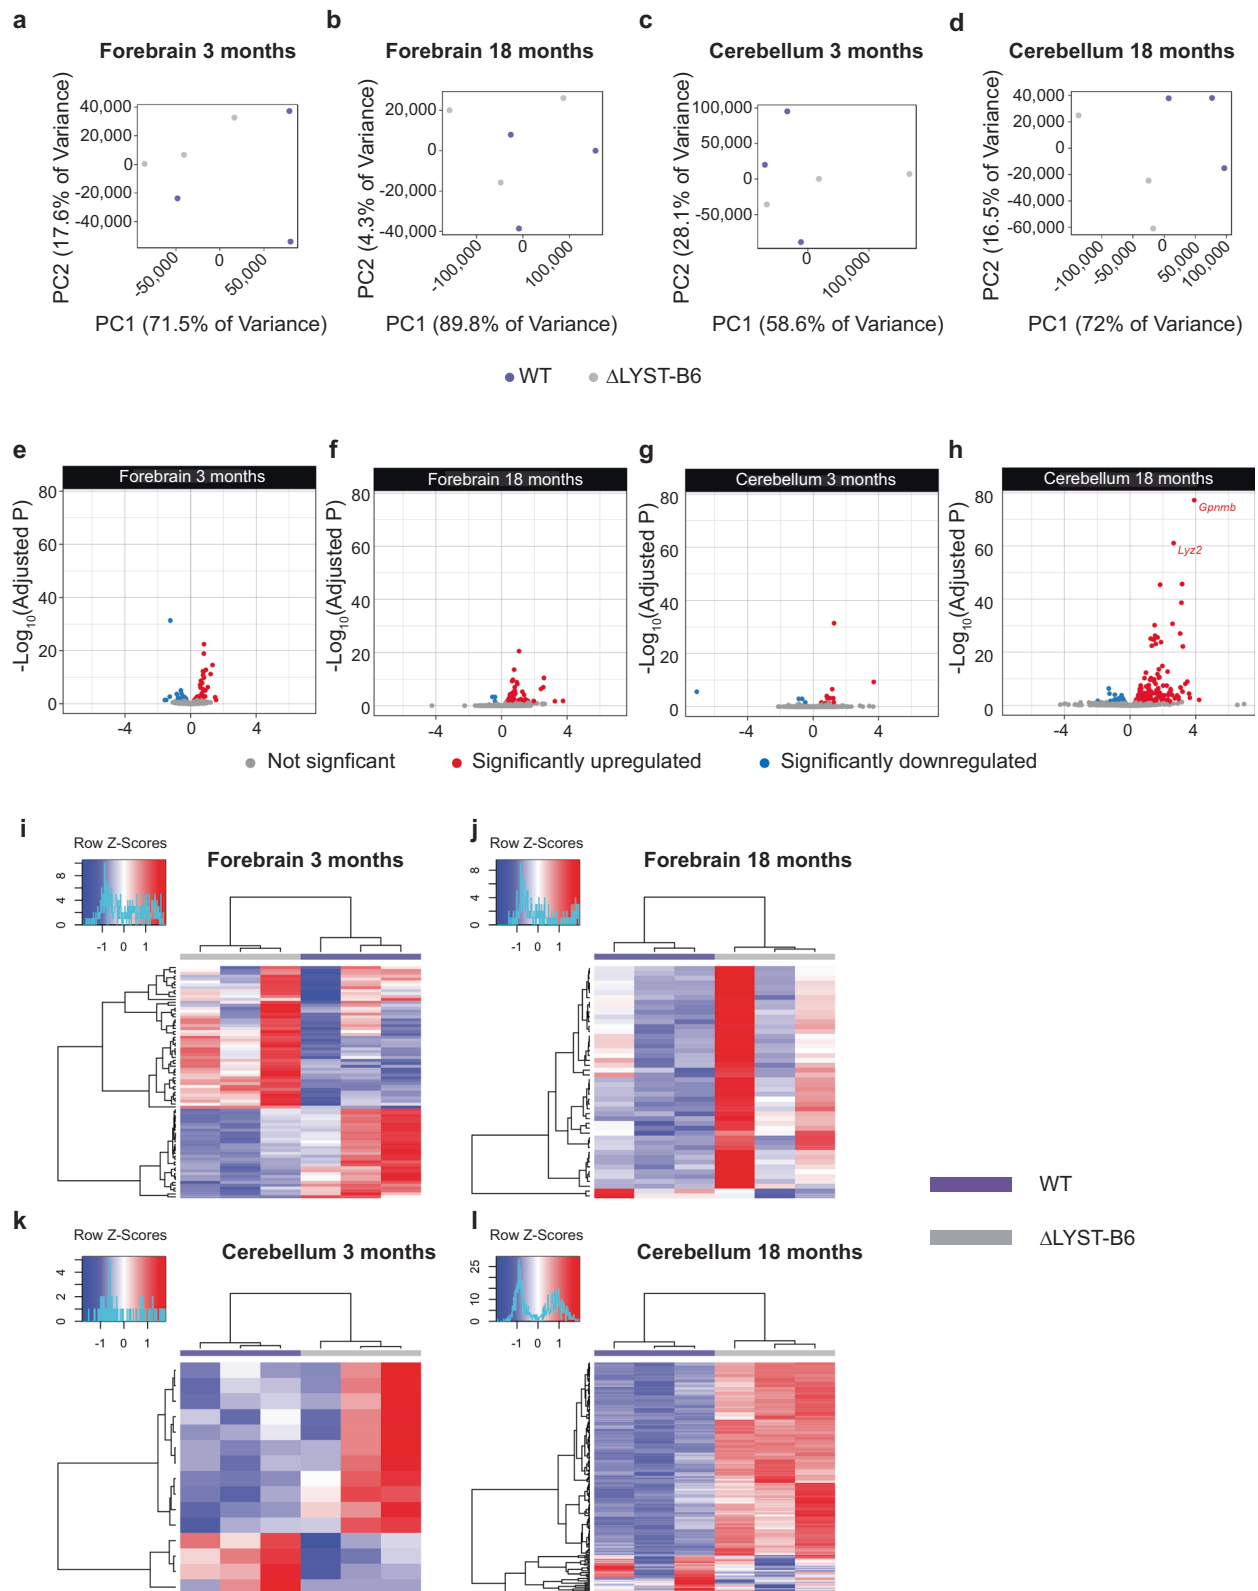 a
b
c
d
Forebrain 3 months
Forebrain 18 months
Cerebellum 3 months
Cerebellum 18 months
PC2 (17.6% of Variance)
40,000
20,000
0
-20,000
-40,000
-50,000
0
50,000
PC1 (71.5% of Variance)
PC2 (4.3% of Variance)
20,000
0
-20,000
-40,000
-100,000
0
100,000
PC1 (89.8% of Variance)
PC2 (28.1% of Variance)
100,000
50,000
0
-50,000
0
100,000
PC1 (58.6% of Variance)
PC2 (16.5% of Variance)
40,000
20,000
0
-20,000
-40,000
-60,000
-100,000
-50,000
0
50,000
100,000
PC1 (72% of Variance)
WT
ΔLYST-B6
e
f
g
h
Forebrain 3 months
-Log10(Adjusted P)
80
60
40
20
0
-4
0
4
Forebrain 18 months
-Log10(Adjusted P)
80
60
40
20
0
-4
0
4
Cerebellum 3 months
-Log10(Adjusted P)
80
60
40
20
0
-4
0
4
Cerebellum 18 months
-Log10(Adjusted P)
80
60
40
20
0
-4
0
4
Gpnmb
Lyz2
Not signficant
Significantly upregulated
Significantly downregulated
i
Row Z-Scores
8
4
0
-1 0 1
Forebrain 3 months
j
Row Z-Scores
8
4
0
-1 0 1
Forebrain 18 months
WT
ΔLYST-B6
k
Row Z-Scores
4
2
0
-1 0 1
Cerebellum 3 months
l
Row Z-Scores
25
10
0
-1 0 1
Cerebellum 18 months